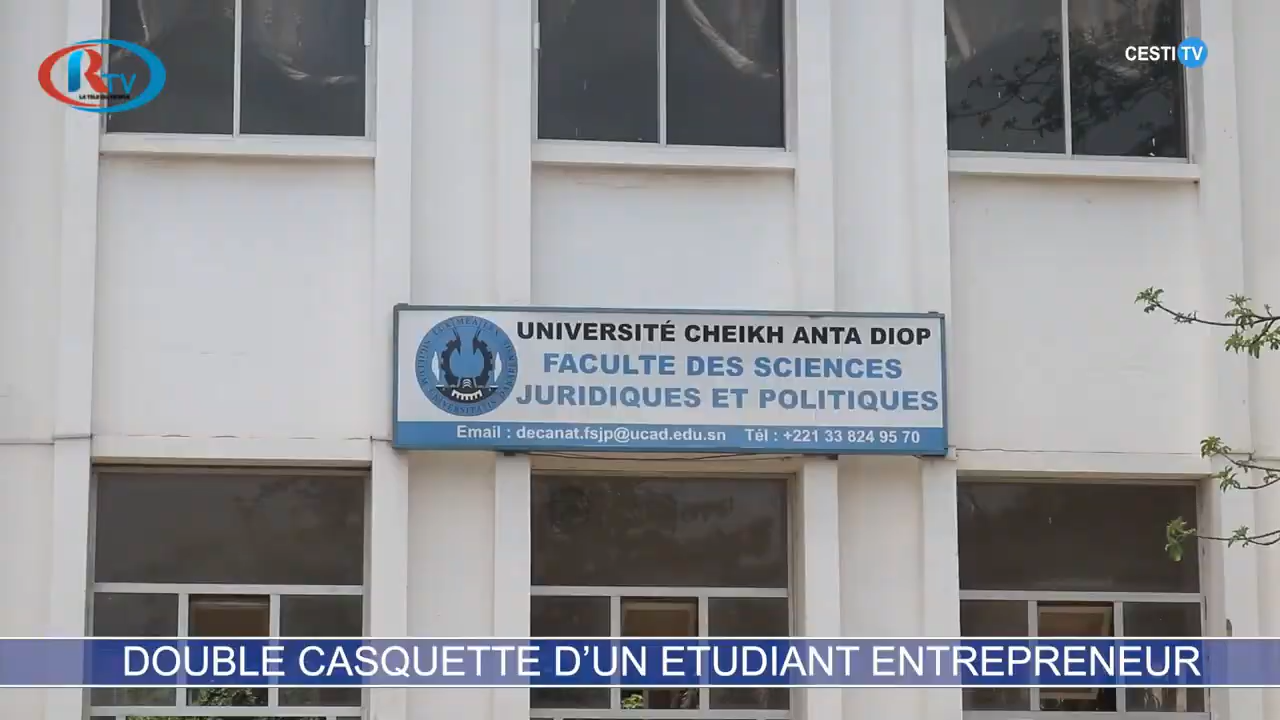 RTV
CESTI TV
UNIVERSITÉ CHEIKH ANTA DIOP
FACULTE DES SCIENCES
JURIDIQUES ET POLITIQUES
Email : decanat.fsjp@ucad.edu.sn Tél : +221 33 824 95 70
DOUBLE CASQUETTE D'UN ETUDIANT ENTREPRENEUR